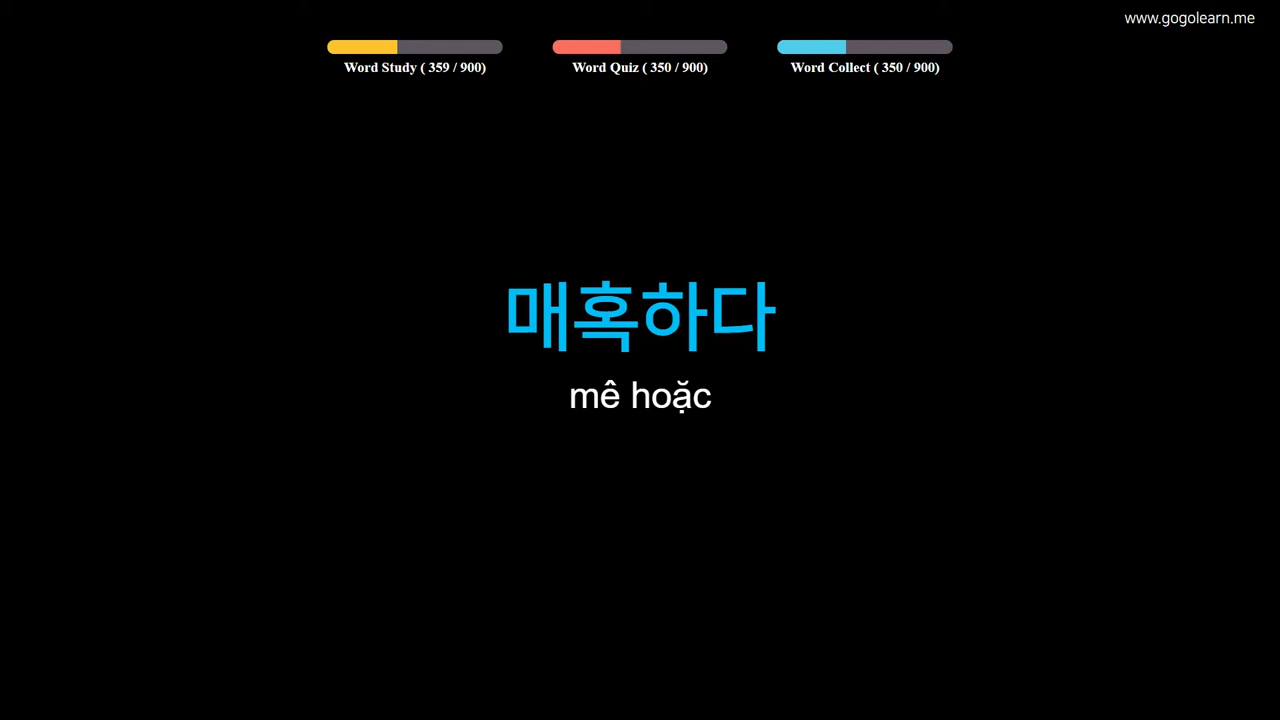 www.gogolearn.me
Word Study ( 359 / 900)
Word Quiz ( 350 / 900)
Word Collect ( 350 / 900)
매혹하다
mê hoặc